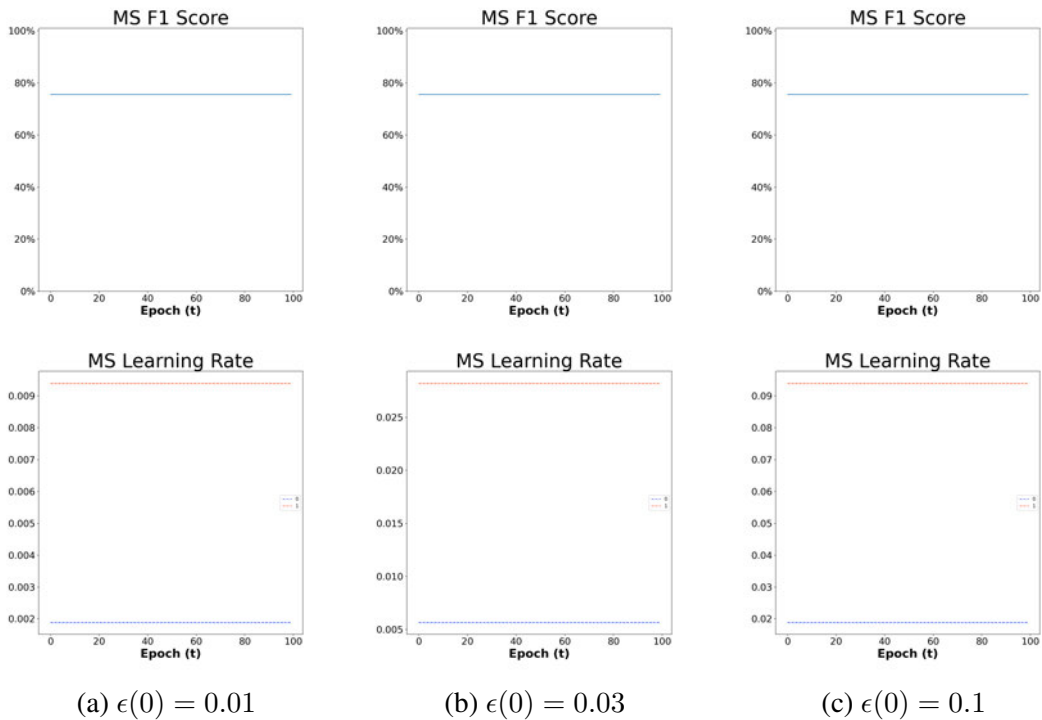 MS F1 Score MS F1 Score MS F1 Score
100% 100% 100%
80% 80% 80%
60% 60% 60%
40% 40% 40%
20% 20% 20%
0% 0% 0%
0 20 40 60 80 100 0 20 40 60 80 100 0 20 40 60 80 100
Epoch (t) Epoch (t) Epoch (t)
MS Learning Rate MS Learning Rate MS Learning Rate
0.009 0.025 0.09
0.008 0.020 0.08
0.007 0.015 0.07
0.006 0.010 0.06
0.005 0.005 0.05
0.004 0.04
0.003 0.03
0.002 0.02
0 0 0
1 1 1
0 20 40 60 80 100 0 20 40 60 80 100 0 20 40 60 80 100
Epoch (t) Epoch (t) Epoch (t)
(a) ϵ(0) = 0.01 (b) ϵ(0) = 0.03 (c) ϵ(0) = 0.1